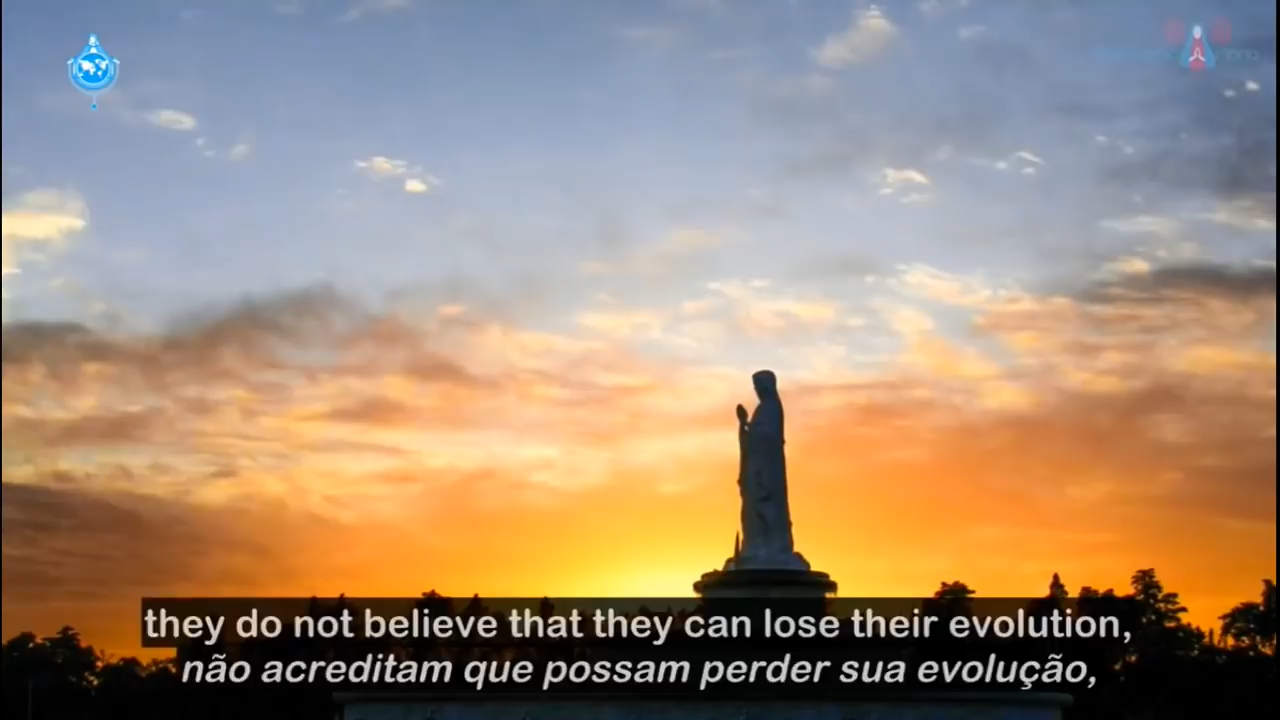 they do not believe that they can lose their evolution,
não acreditam que possam perder sua evolução,